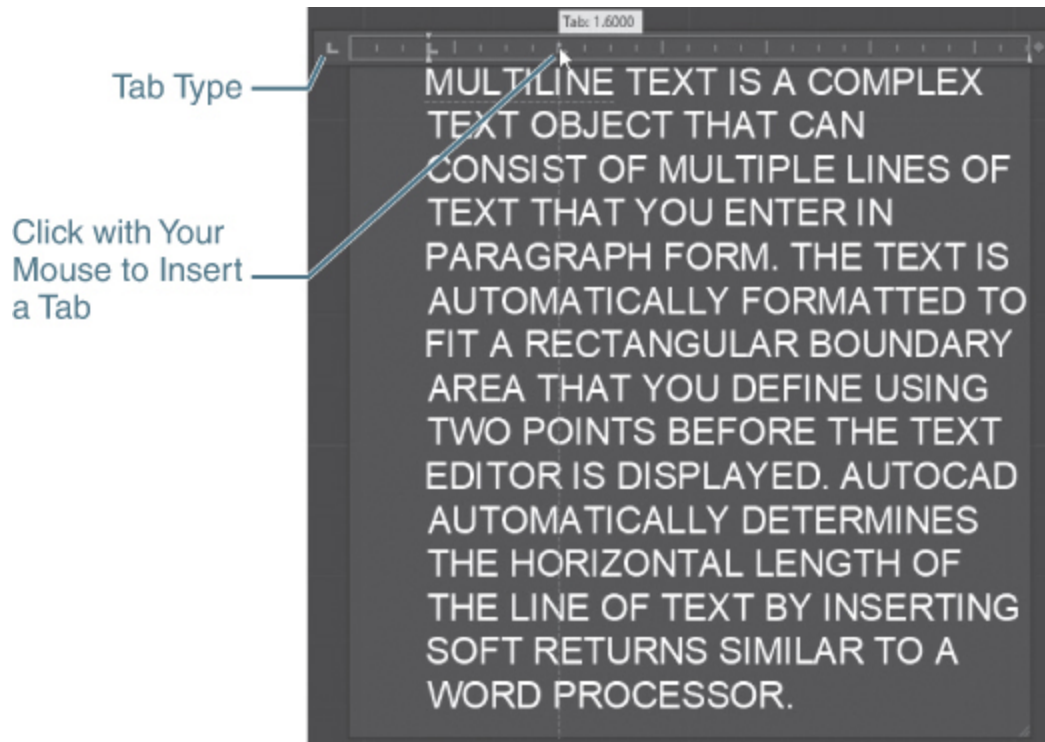 Tab: 1.6000
Tab Type
MULTILINE TEXT IS A COMPLEX
TEXT OBJECT THAT CAN
CONSIST OF MULTIPLE LINES OF
TEXT THAT YOU ENTER IN
PARAGRAPH FORM. THE TEXT IS
AUTOMATICALLY FORMATTED TO
FIT A RECTANGULAR BOUNDARY
AREA THAT YOU DEFINE USING
TWO POINTS BEFORE THE TEXT
EDITOR IS DISPLAYED. AUTOCAD
AUTOMATICALLY DETERMINES
THE HORIZONTAL LENGTH OF
THE LINE OF TEXT BY INSERTING
SOFT RETURNS SIMILAR TO A
WORD PROCESSOR.
Click with Your
Mouse to Insert
a Tab